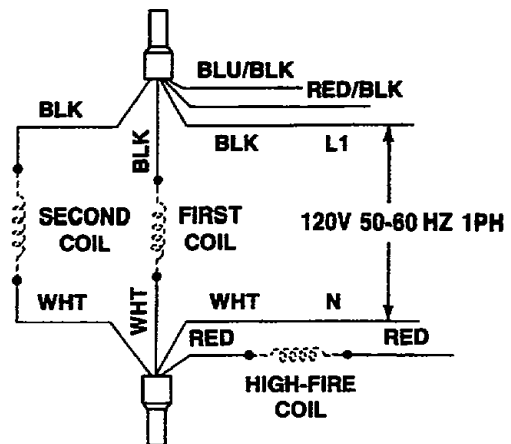 BLU/BLK
RED/BLK
BLK
BLK
BLK L1
SECOND
COIL
FIRST
COIL
120V 50-60 HZ 1PH
WHT
WHT
WHT N
RED
RED
HIGH-FIRE
COIL